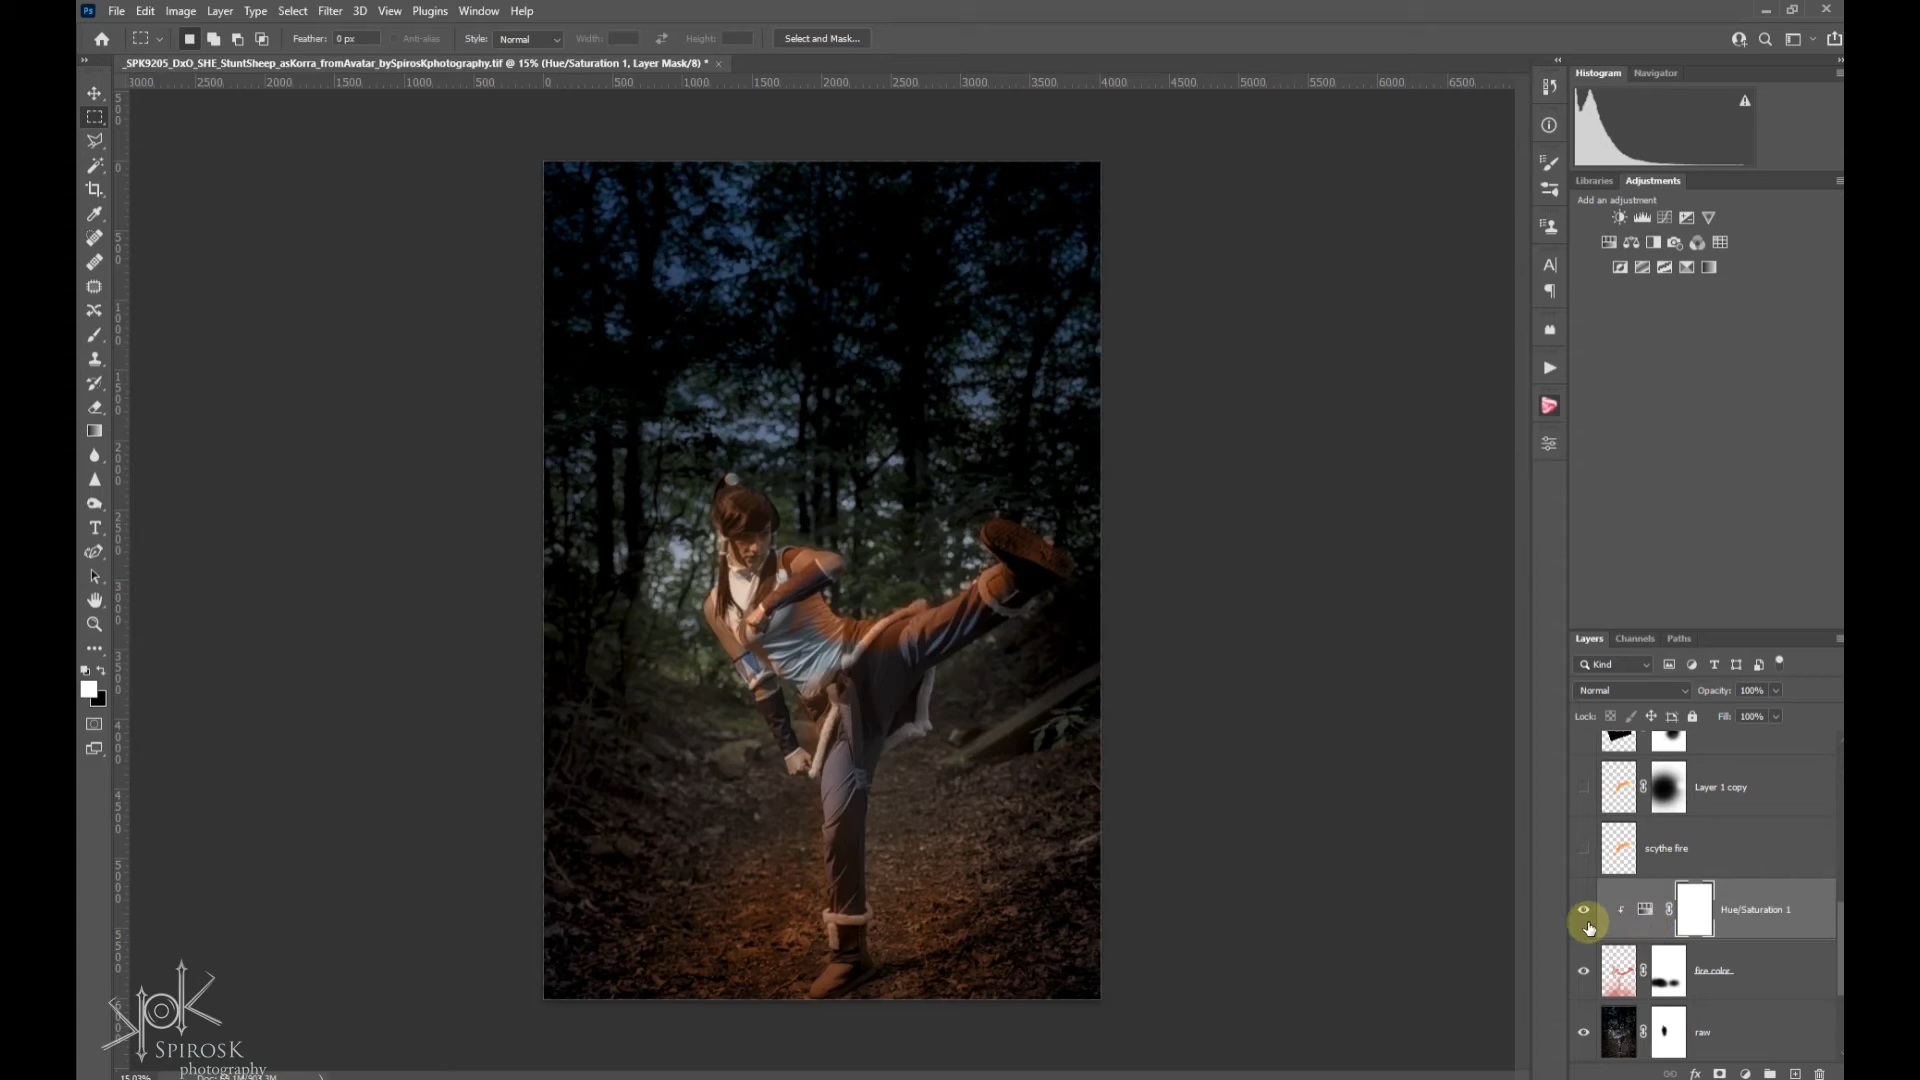 Ps File Edit Image Layer Type Select Filter 3D View Plugins Window Help
Feather: 0 px Anti-alias Style: Normal Width: Height: Select and Mask...
_SPK9205_DxO_SHE_StuntSheep_asKorra_fromAvatar_bySpirosKphotography.tif @ 15% (Hue/Saturation 1, Layer Mask/8) *
3000 2500 2000 1500 1000 500 0 500 1000 1500 2000 2500 3000 3500 4000 4500 5000 5500 6000 6500
Histogram Navigator
Libraries Adjustments
Add an adjustment
Layers Channels Paths
Kind
Normal Opacity: 100%
Lock: Fill: 100%
Layer 1 copy
scythe fire
Hue/Saturation 1
fire color
raw
SPK
SPIROSK
photography
15.03%